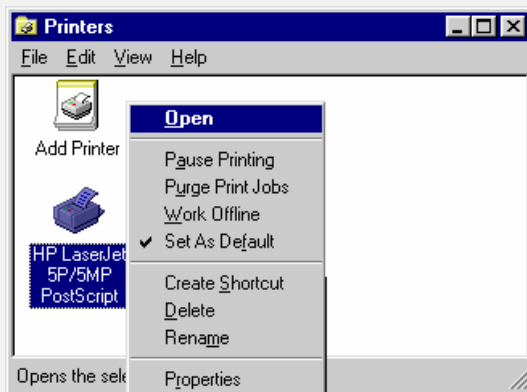 Printers
File Edit View Help
Add Printer
HP LaserJet
5P/5MP
PostScript
Open
Pause Printing
Purge Print Jobs
Work Offline
Set As Default
Create Shortcut
Delete
Rename
Properties
Opens the sele